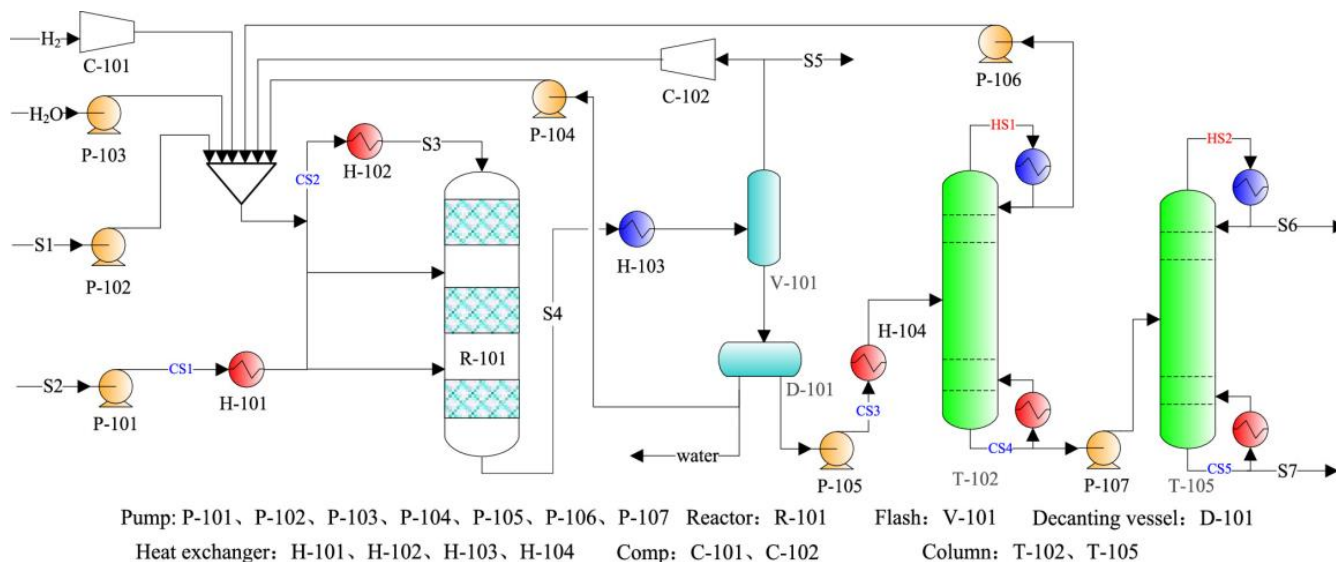 H₂
C-101
H₂O
P-103
S1
P-102
S2
P-101
CS1
H-101
CS2
H-102
S3
P-104
C-102
S5
P-106
R-101
S4
H-103
V-101
D-101
water
P-105
CS3
H-104
HS1
CS4
T-102
P-107
HS2
S6
CS5
S7
T-105
Pump: P-101、P-102、P-103、P-104、P-105、P-106、P-107 Reactor：R-101 Flash：V-101 Decanting vessel：D-101
Heat exchanger：H-101、H-102、H-103、H-104 Comp：C-101、C-102 Column：T-102、T-105